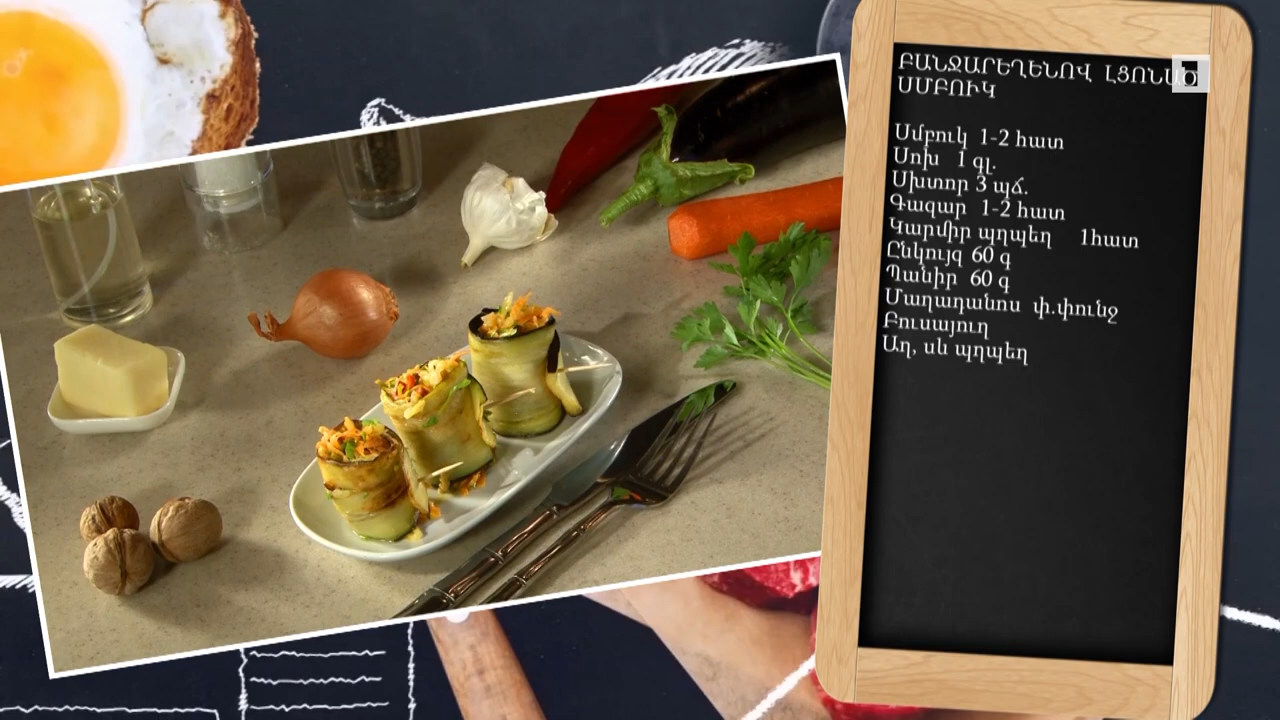 ԲԱՆՋԱՐԵՂԵՆՈՎ ԼՑՈՆԱԾ
ՍՄԲՈՒԿ
Սմբուկ 1-2 հատ
Սոխ 1 գլ.
Սխտոր 3 պճ.
Գազար 1-2 հատ
Կարմիր պղպեղ 1հատ
Ընկույզ 60 գ
Պանիր 60 գ
Մաղադանոս փ.փունջ
Բուսայուղ
Աղ, սև պղպեղ